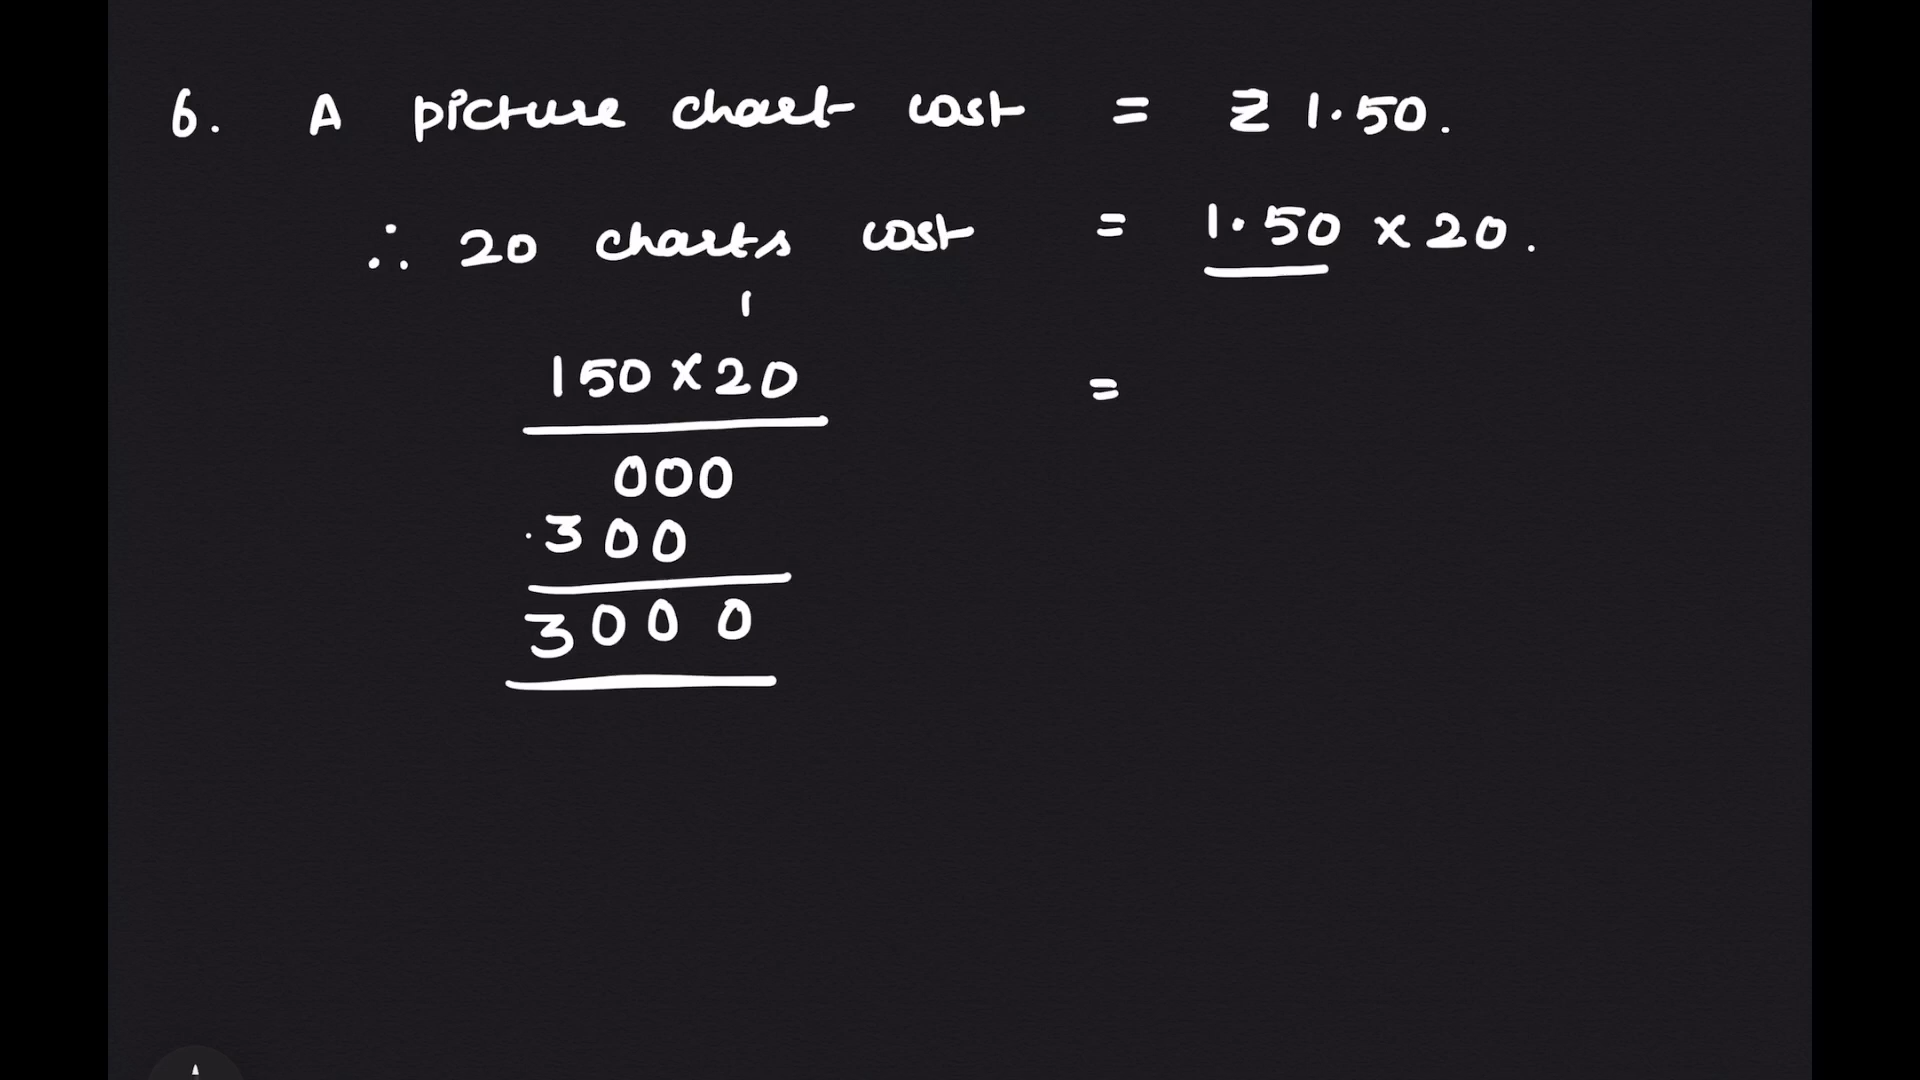 6. A picture chart cost = ₹ 1.50.
∴ 20 charts cost = 1.50 x 20.
1
150 x 20 =
000
300
3000